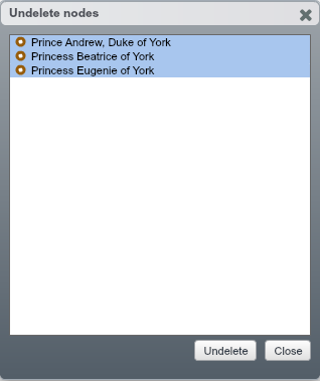 Undelete nodes
Prince Andrew, Duke of York
Princess Beatrice of York
Princess Eugenie of York
Undelete Close